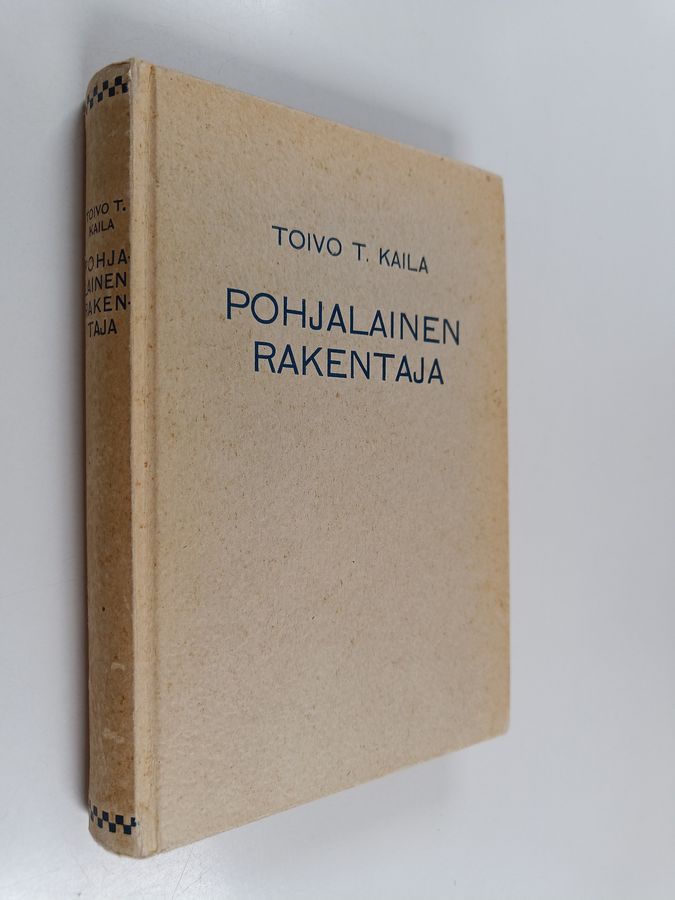 TOIVO T.
KAILA
POHJA-
LAINEN
RAKEN-
TAJA
TOIVO T. KAILA
POHJALAINEN
RAKENTAJA